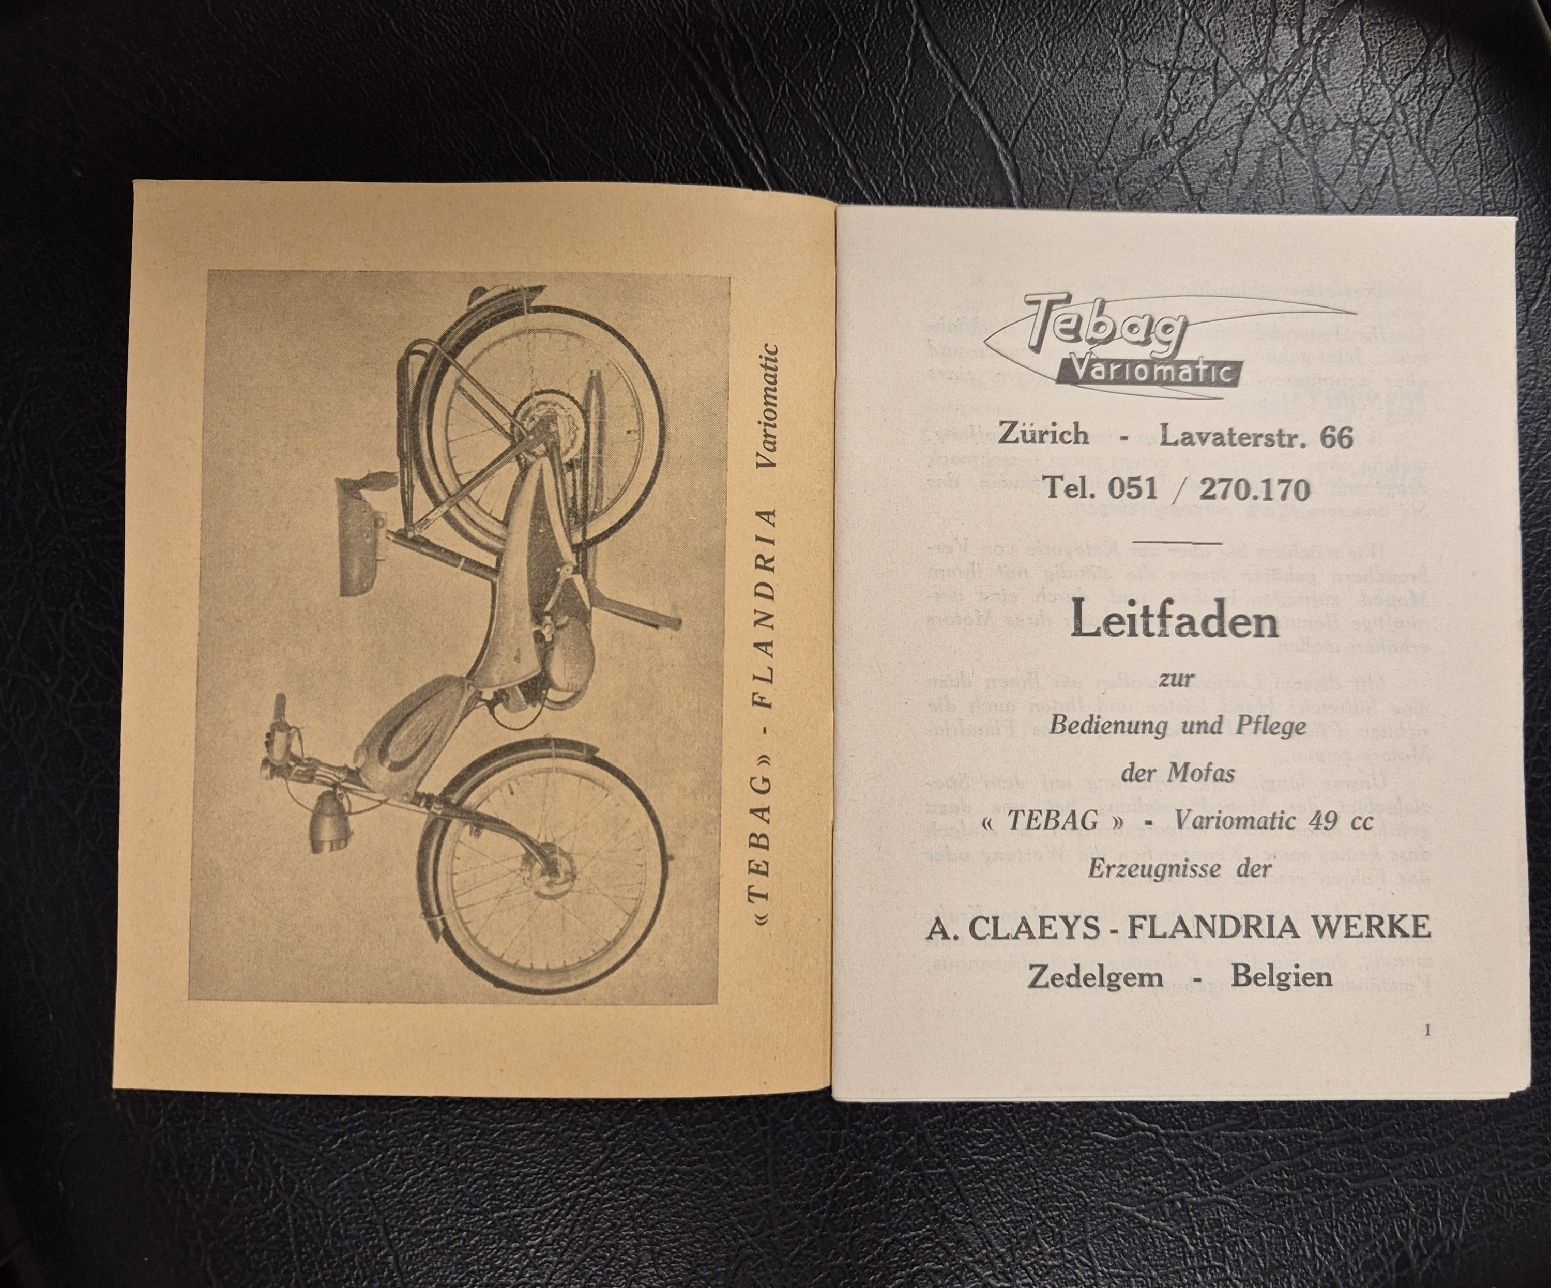 « TEBAG » - FLANDRIA Variomatic
Tebag
Variomatic
Zürich - Lavaterstr. 66
Tel. 051 / 270.170
Leitfaden
zur
Bedienung und Pflege
der Mofas
« TEBAG » - Variomatic 49 cc
Erzeugnisse der
A. CLAEYS - FLANDRIA WERKE
Zedelgem - Belgien
1